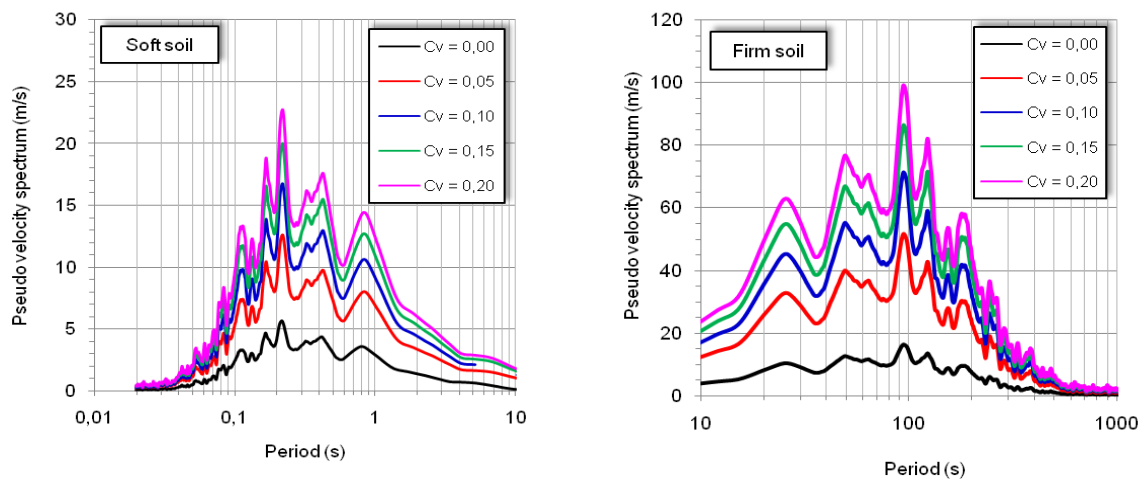 Soft soil
Pseudo velocity spectrum (m/s)
30
25
20
15
10
5
0
0,01
0,1
1
10
Period (s)
Cv = 0,00
Cv = 0,05
Cv = 0,10
Cv = 0,15
Cv = 0,20
Firm soil
Pseudo velocity spectrum (m/s)
120
100
80
60
40
20
0
10
100
1000
Period (s)
Cv = 0,00
Cv = 0,05
Cv = 0,10
Cv = 0,15
Cv = 0,20